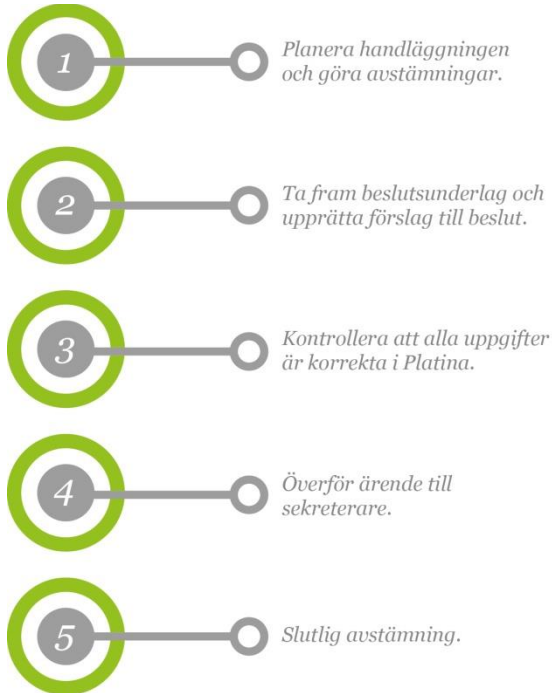 1
Planera handläggningen
och göra avstämningar.
2
Ta fram beslutsunderlag och
upprätta förslag till beslut.
3
Kontrollera att alla uppgifter
är korrekta i Platina.
4
Överför ärende till
sekreterare.
5
Slutlig avstämning.